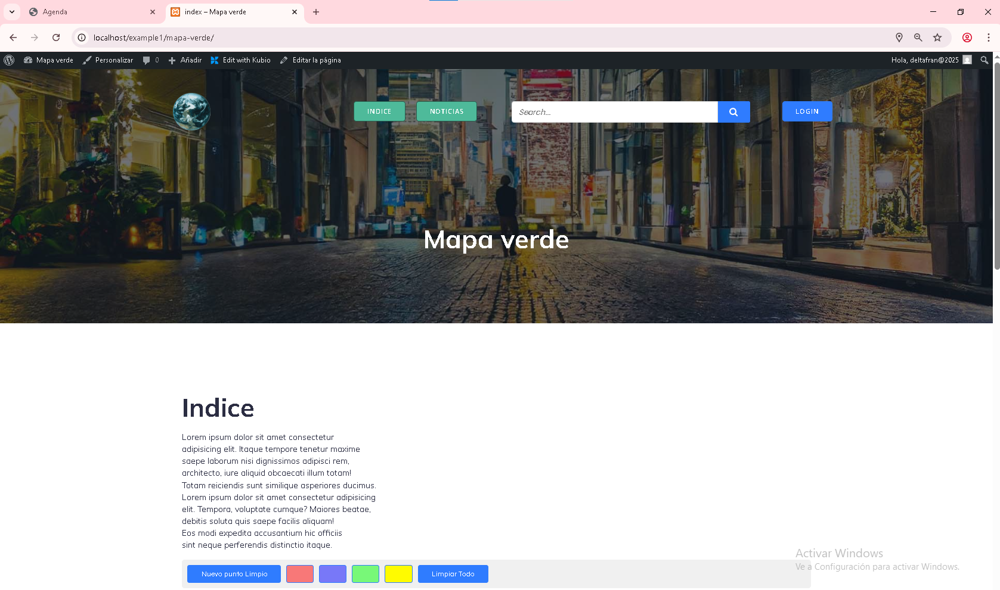 Agenda
index – Mapa verde
localhost/example1/mapa-verde/
Mapa verde
Personalizar
0
Añadir
Edit with Kubio
Editar la página
Hola, deltafran@2025
INDICE
NOTICIAS
Search...
LOGIN
Mapa verde
Indice
Lorem ipsum dolor sit amet consectetur
adipisicing elit. Itaque tempore tenetur maxime
saepe laborum nisi dignissimos adipisci rem,
architecto, iure aliquid obcaecati illum totam!
Totam reiciendis sunt similique asperiores ducimus.
Lorem ipsum dolor sit amet consectetur adipisicing
elit. Tempora, voluptate cumque? Maiores beatae,
debitis soluta quis saepe facilis aliquam!
Eos modi expedita accusantium hic officiis
sint neque perferendis distinctio itaque.
Nuevo punto Limpio
Limpiar Todo
Activar Windows
Ve a Configuración para activar Windows.